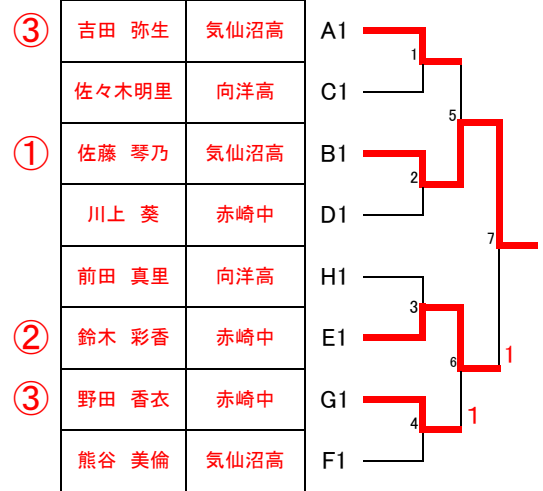 ③ 吉田 弥生 気仙沼高 A1
1
佐々木明里 向洋高 C1
5
① 佐藤 琴乃 気仙沼高 B1
2
川上 葵 赤崎中 D1
7
前田 真里 向洋高 H1
3
② 鈴木 彩香 赤崎中 E1
6 1
③ 野田 香衣 赤崎中 G1
4 1
熊谷 美倫 気仙沼高 F1